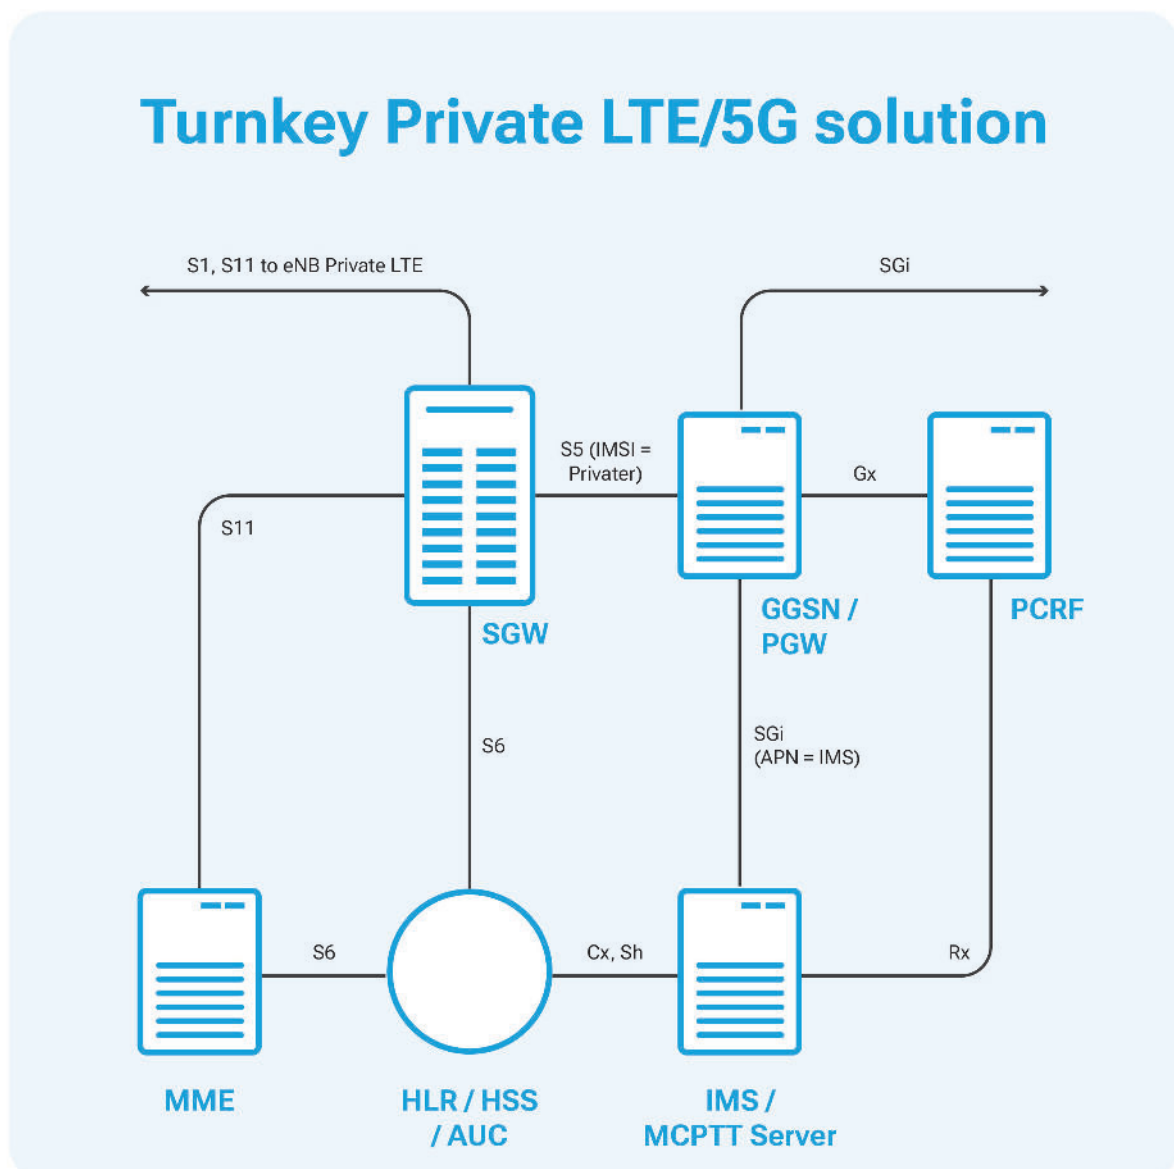 Turnkey Private LTE/5G solution
S1, S11 to eNB Private LTE
SGi
S5 (IMSI =
Privater)
Gx
S11
SGW
GGSN /
PGW
PCRF
S6
SGi
(APN = IMS)
S6
Cx, Sh
Rx
MME
HLR / HSS
/ AUC
IMS /
MCPTT Server